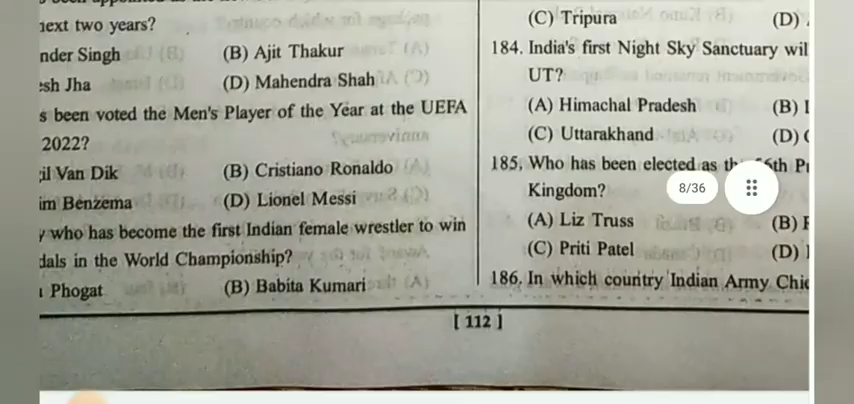 next two years?
nder Singh (B) Ajit Thakur
esh Jha (D) Mahendra Shah
s been voted the Men's Player of the Year at the UEFA
2022?
gil Van Dik (B) Cristiano Ronaldo
im Benzema (D) Lionel Messi
y who has become the first Indian female wrestler to win
dals in the World Championship?
Phogat (B) Babita Kumari
(C) Tripura (D)
184. India's first Night Sky Sanctuary wil
UT?
(A) Himachal Pradesh (B)
(C) Uttarakhand (D)
185. Who has been elected as th 6th P
Kingdom?
8/36
(A) Liz Truss (B)
(C) Priti Patel (D)
186. In which country Indian Army Chi
[ 112 ]